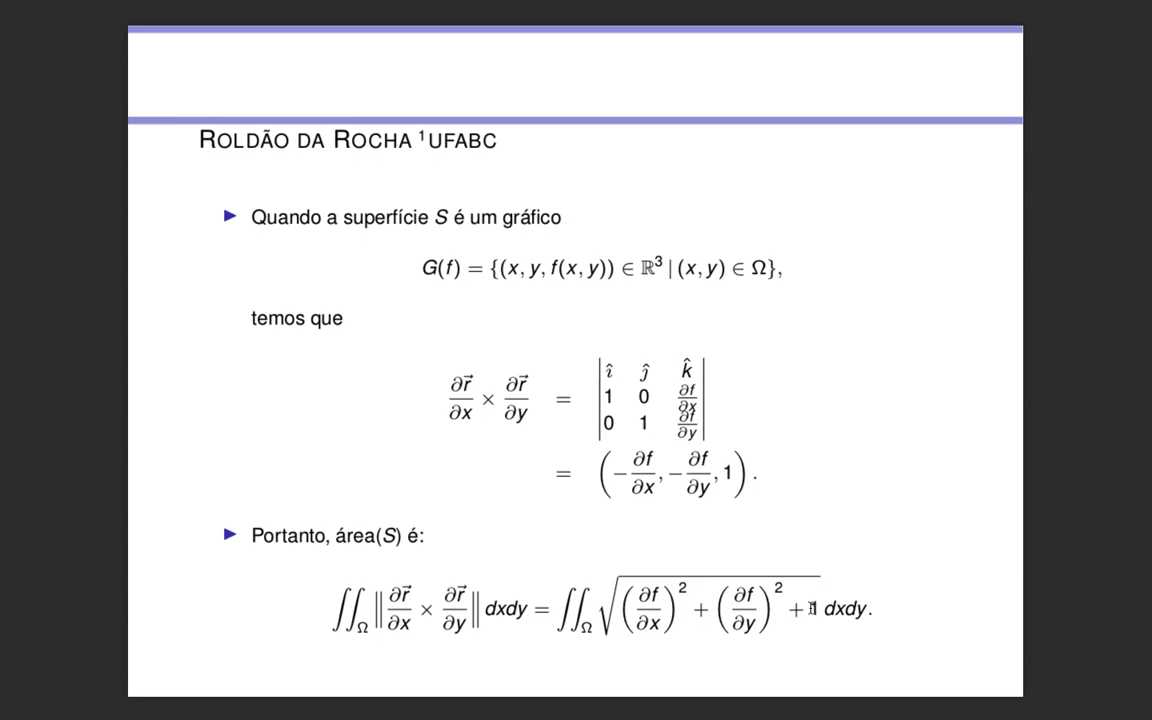 ROLDÃO DA ROCHA ¹UFABC
▶ Quando a superfície S é um gráfico
G(f) = {(x, y, f(x, y)) ∈ ℝ³ | (x, y) ∈ Ω},
temos que
∂r⃗/∂x × ∂r⃗/∂y = | î ĵ k̂ ; 1 0 ∂f/∂x ; 0 1 ∂f/∂y |
= (−∂f/∂x, −∂f/∂y, 1).
▶ Portanto, área(S) é:
∬_Ω ‖∂r⃗/∂x × ∂r⃗/∂y‖ dxdy = ∬_Ω √((∂f/∂x)² + (∂f/∂y)² + 1) dxdy.